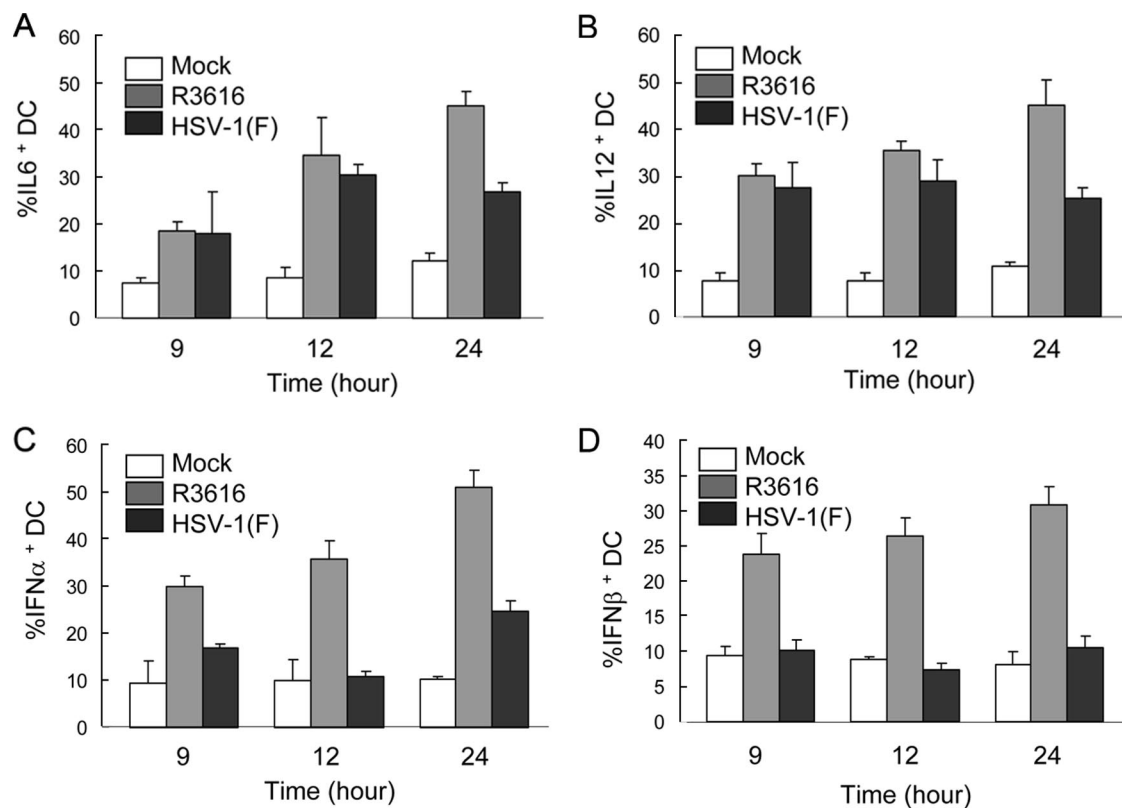 A
%IL6 + DC
60
50
40
30
20
10
0
Mock
R3616
HSV-1(F)
9 12 24
Time (hour)
B
%IL12 + DC
60
50
40
30
20
10
0
Mock
R3616
HSV-1(F)
9 12 24
Time (hour)
C
%IFNα + DC
60
50
40
30
20
10
0
Mock
R3616
HSV-1(F)
9 12 24
Time (hour)
D
%IFNβ + DC
40
35
30
25
20
15
10
5
0
Mock
R3616
HSV-1(F)
9 12 24
Time (hour)